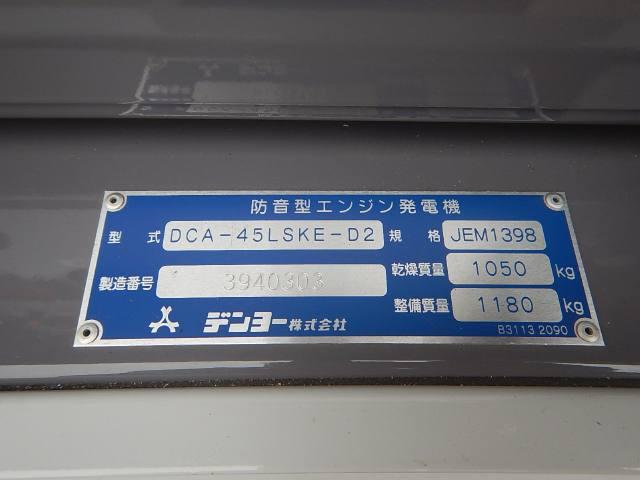 防音型エンジン発電機
型式 DCA-45LSKE-D2 規格 JEM1398
製造番号 3940303 乾燥質量 1050 kg
整備質量 1180 kg
デンヨー株式会社
B31132090